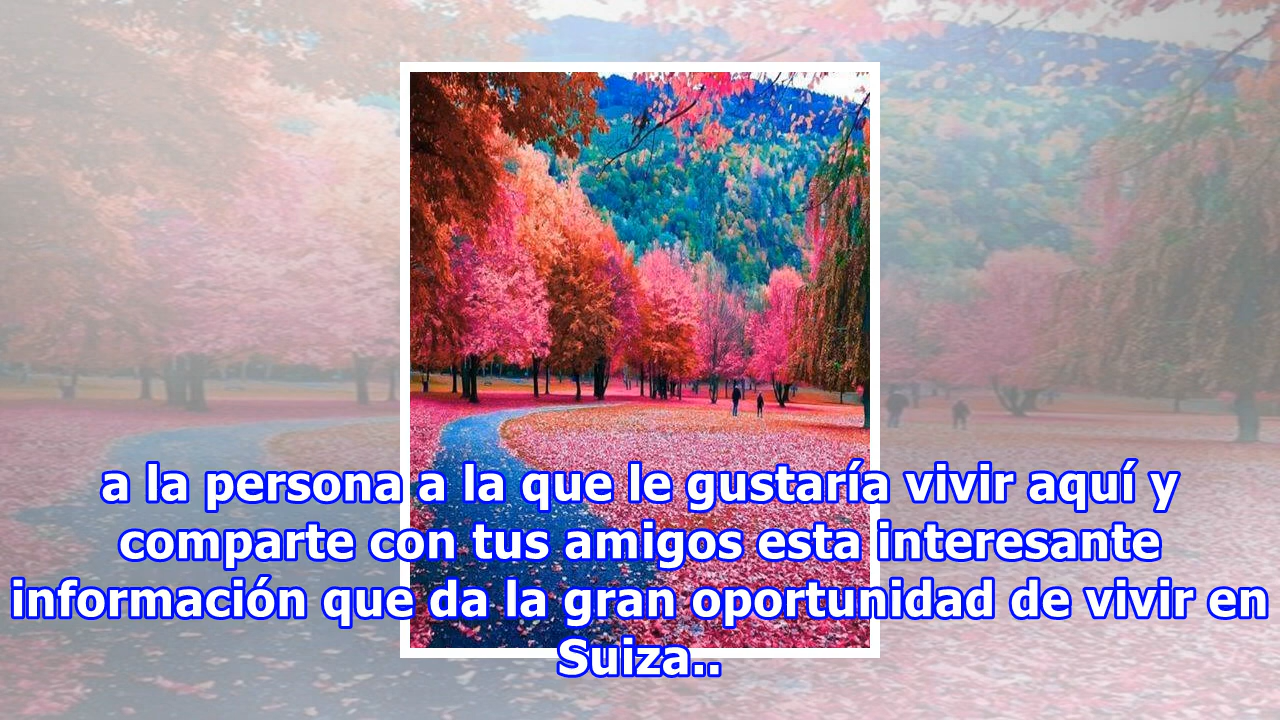 a la persona a la que le gustaría vivir aquí y
comparte con tus amigos esta interesante
información que da la gran oportunidad de vivir en
Suiza..